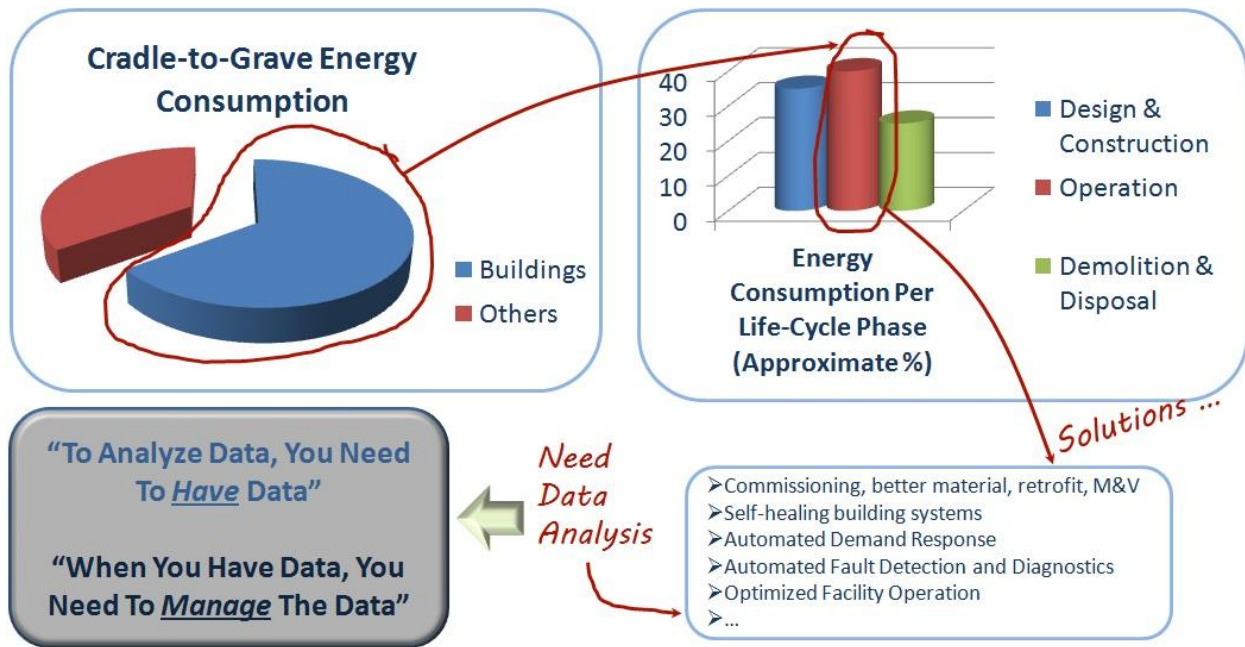 Cradle-to-Grave Energy
Consumption
Buildings
Others
40
30
20
10
0
Energy
Consumption Per
Life-Cycle Phase
(Approximate %)
Design &
Construction
Operation
Demolition &
Disposal
Solutions ...
➢Commissioning, better material, retrofit, M&V
➢Self-healing building systems
➢Automated Demand Response
➢Automated Fault Detection and Diagnostics
➢Optimized Facility Operation
➢...
Need
Data
Analysis
“To Analyze Data, You Need
To Have Data”
“When You Have Data, You
Need To Manage The Data”